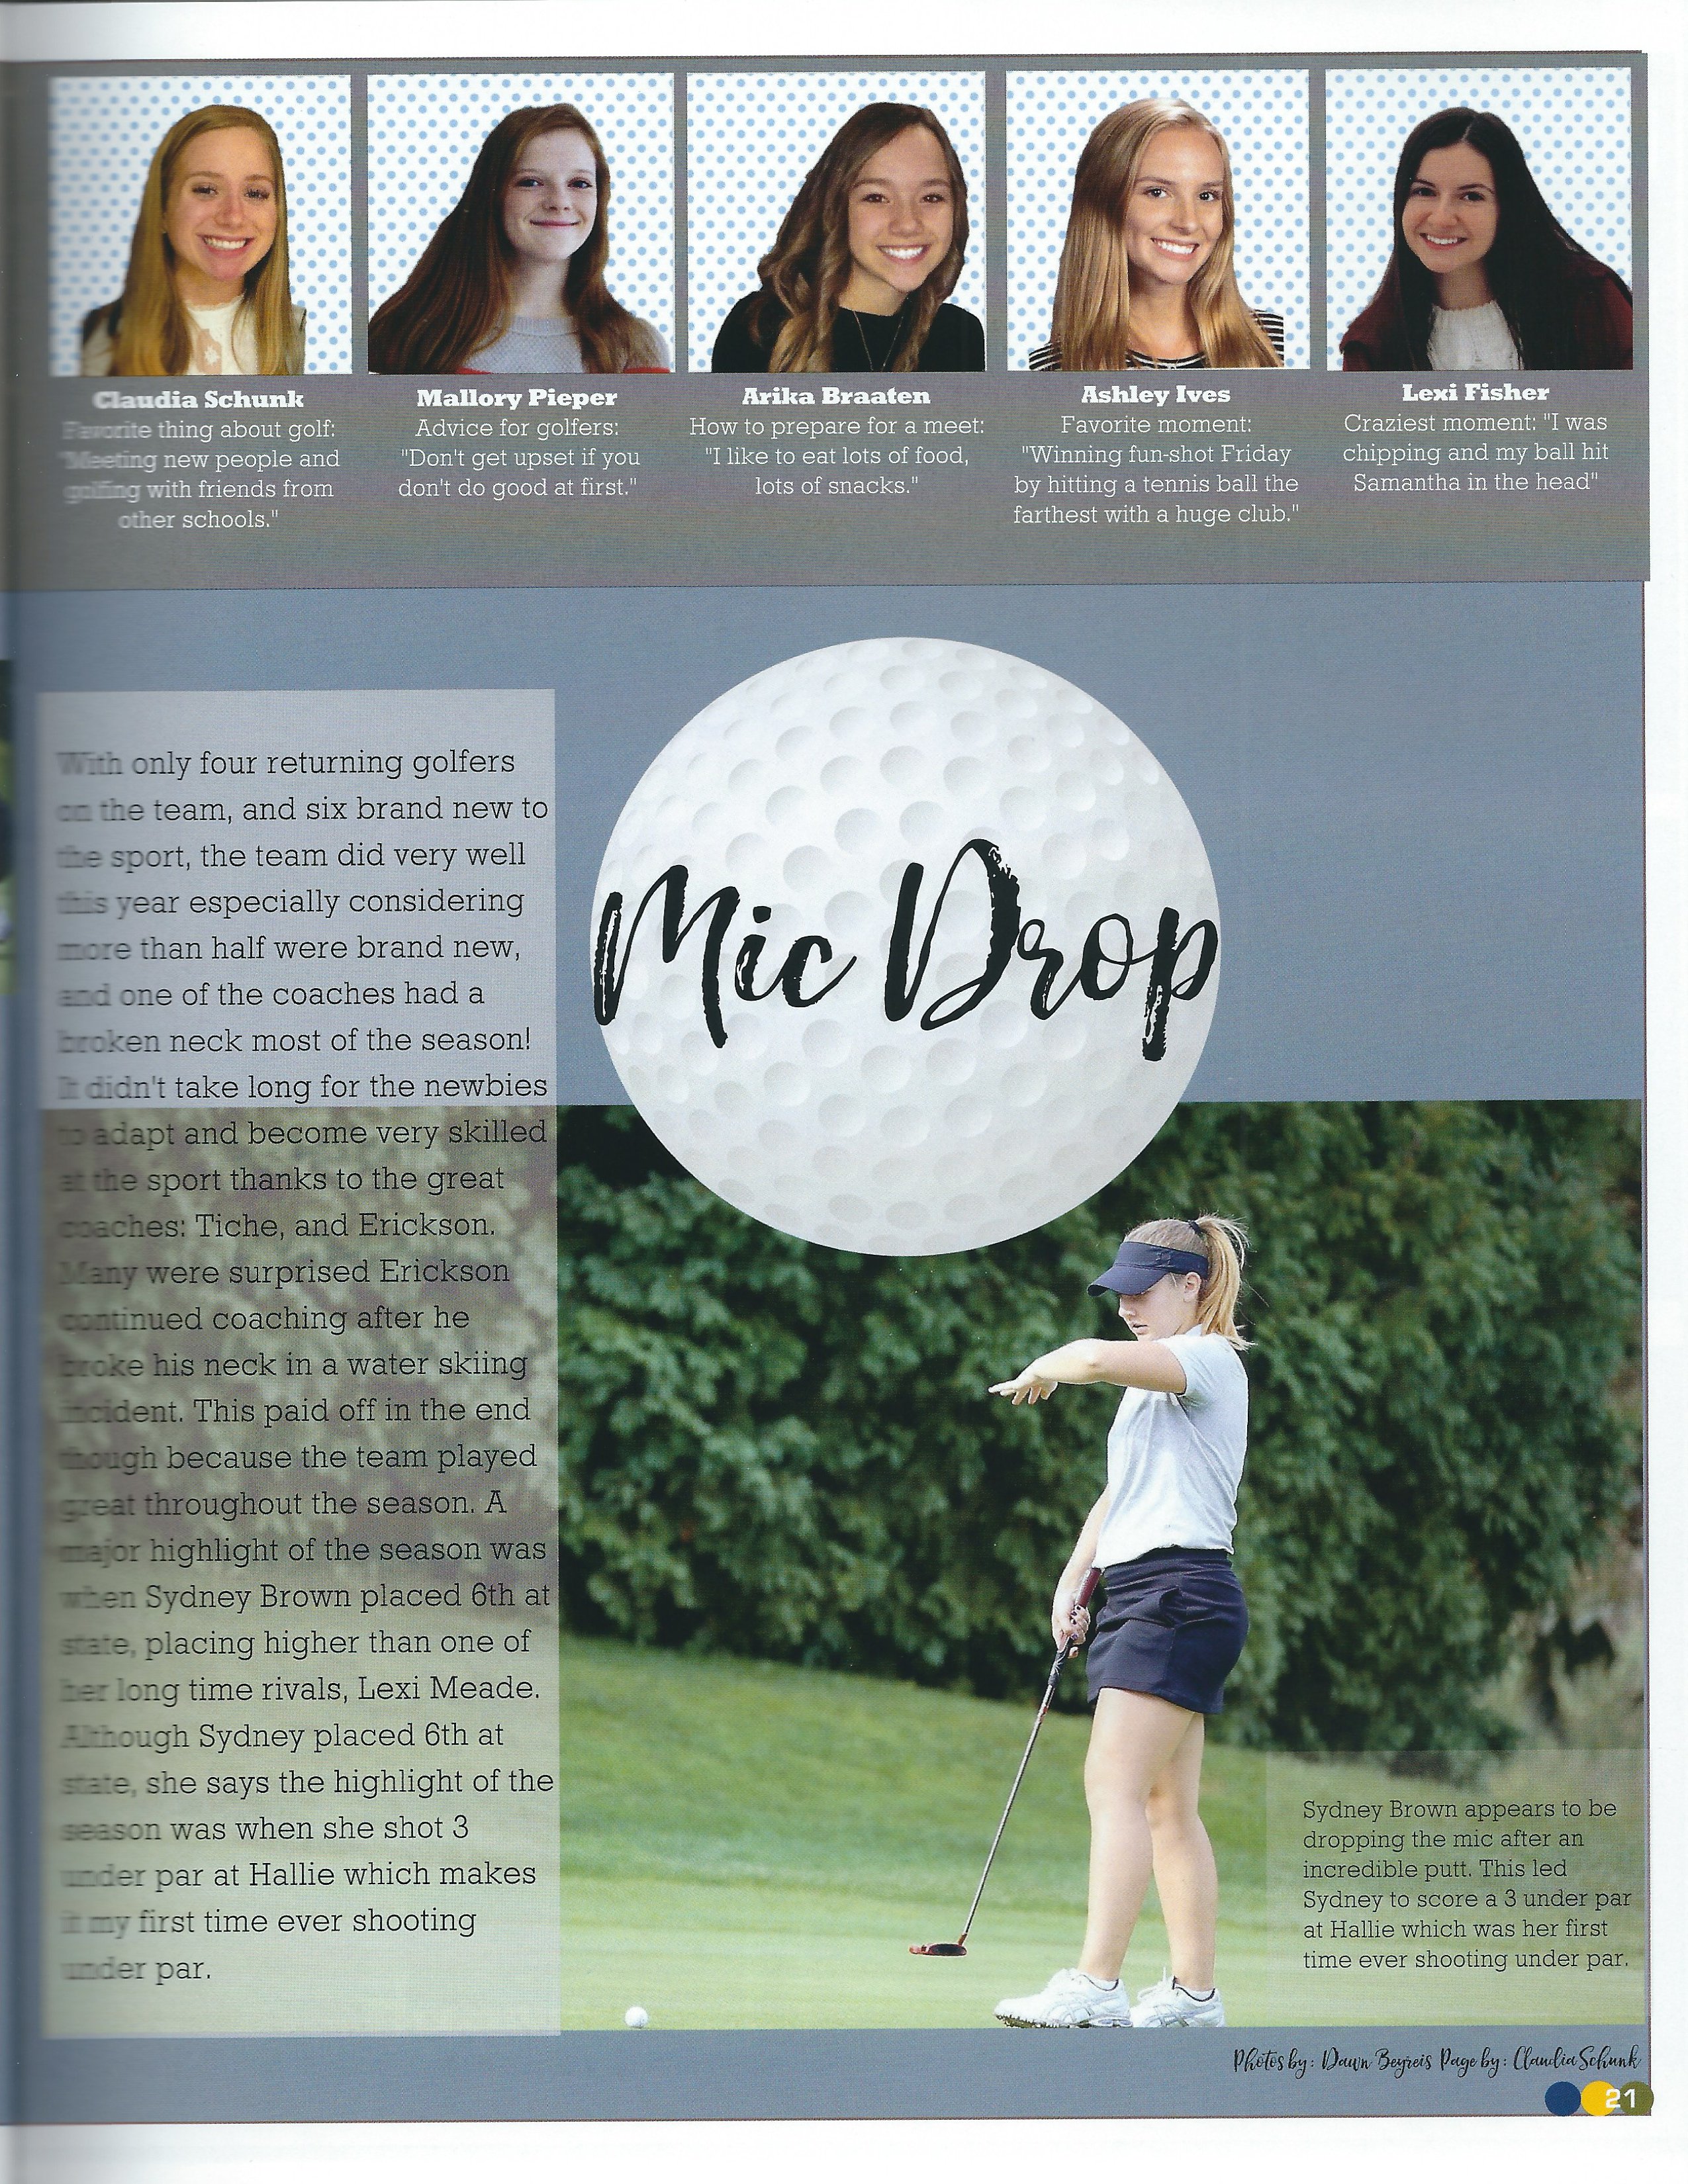 Claudia Schunk
Favorite thing about golf:
"Meeting new people and
golfing with friends from
other schools."
Mallory Pieper
Advice for golfers:
"Don't get upset if you
don't do good at first."
Arika Braaten
How to prepare for a meet:
"I like to eat lots of food,
lots of snacks."
Ashley Ives
Favorite moment:
"Winning fun-shot Friday
by hitting a tennis ball the
farthest with a huge club."
Lexi Fisher
Craziest moment: "I was
chipping and my ball hit
Samantha in the head"
Mic Drop
With only four returning golfers
on the team, and six brand new to
the sport, the team did very well
this year especially considering
more than half were brand new,
and one of the coaches had a
broken neck most of the season!
It didn't take long for the newbies
to adapt and become very skilled
at the sport thanks to the great
coaches: Tiche, and Erickson.
Many were surprised Erickson
continued coaching after he
broke his neck in a water skiing
incident. This paid off in the end
though because the team played
great throughout the season. A
major highlight of the season was
when Sydney Brown placed 6th at
state, placing higher than one of
her long time rivals, Lexi Meade.
Although Sydney placed 6th at
state, she says the highlight of the
season was when she shot 3
under par at Hallie which makes
it my first time ever shooting
under par.
Sydney Brown appears to be
dropping the mic after an
incredible putt. This led
Sydney to score a 3 under par
at Hallie which was her first
time ever shooting under par.
Photos by: Dawn Beyreis Page by: Claudia Schunk
21